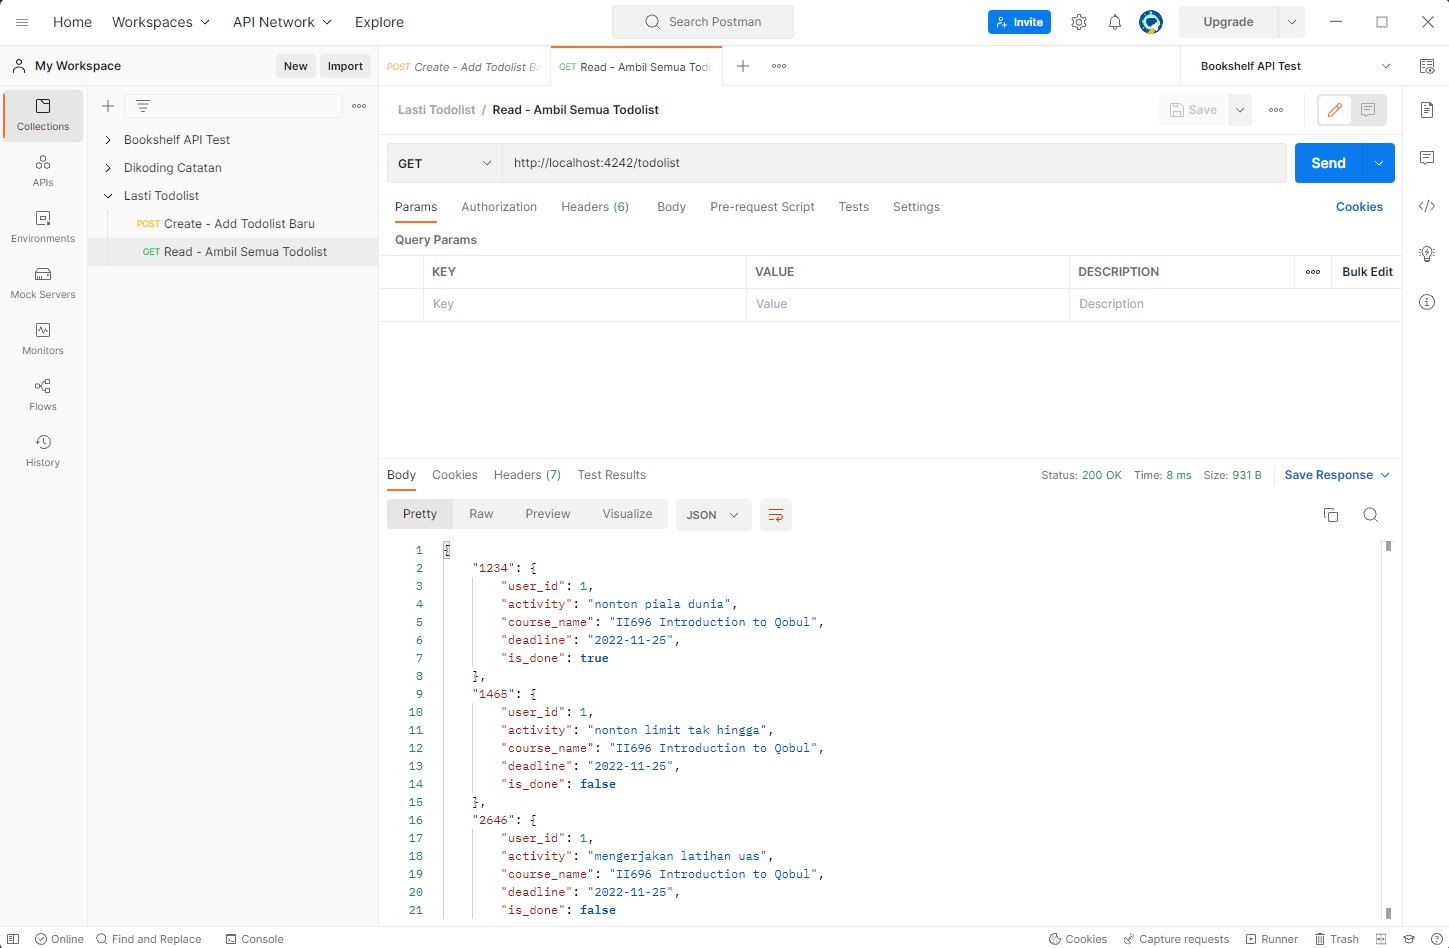 Home Workspaces API Network Explore Search Postman Invite Upgrade
My Workspace New Import POST Create - Add Todolist Ba GET Read - Ambil Semua Todo Bookshelf API Test
Collections
APIs
Environments
Mock Servers
Monitors
Flows
History
Bookshelf API Test
Dikoding Catatan
Lasti Todolist
POST Create - Add Todolist Baru
GET Read - Ambil Semua Todolist
Lasti Todolist / Read - Ambil Semua Todolist Save
GET http://localhost:4242/todolist Send
Params Authorization Headers (6) Body Pre-request Script Tests Settings Cookies
Query Params
KEY VALUE DESCRIPTION Bulk Edit
Key Value Description
Body Cookies Headers (7) Test Results Status: 200 OK Time: 8 ms Size: 931 B Save Response
Pretty Raw Preview Visualize JSON
1 {
2 "1234": {
3 "user_id": 1,
4 "activity": "nonton piala dunia",
5 "course_name": "II696 Introduction to Qobul",
6 "deadline": "2022-11-25",
7 "is_done": true
8 },
9 "1465": {
10 "user_id": 1,
11 "activity": "nonton limit tak hingga",
12 "course_name": "II696 Introduction to Qobul",
13 "deadline": "2022-11-25",
14 "is_done": false
15 },
16 "2646": {
17 "user_id": 1,
18 "activity": "mengerjakan latihan uas",
19 "course_name": "II696 Introduction to Qobul",
20 "deadline": "2022-11-25",
21 "is_done": false
Online Find and Replace Console Cookies Capture requests Runner Trash